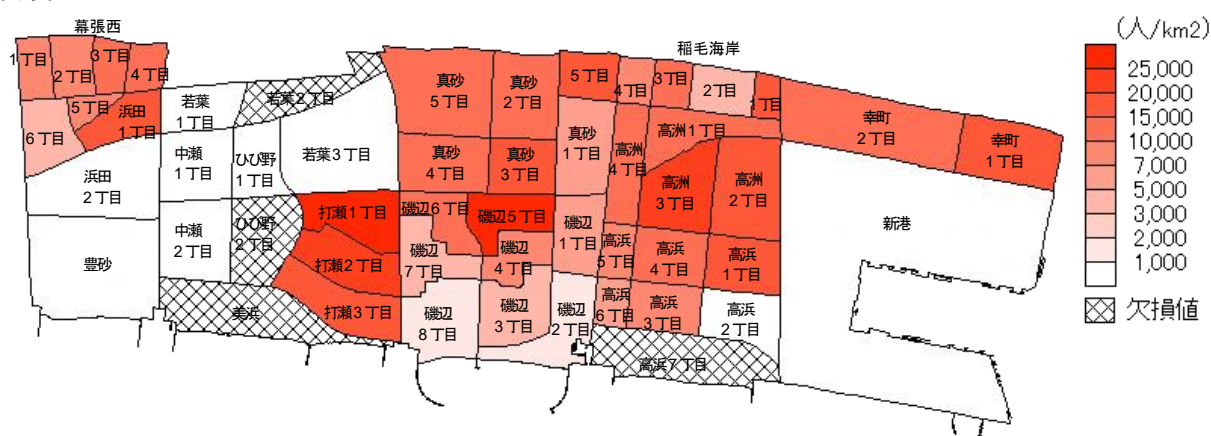 幕張西
1丁目
2丁目
3丁目
4丁目
5丁目
6丁目
浜田
1丁目
浜田
2丁目
豊砂
若葉
1丁目
若葉2丁目
若葉3丁目
中瀬
1丁目
中瀬
2丁目
ひび野
1丁目
ひび野
2丁目
美浜
打瀬1丁目
打瀬2丁目
打瀬3丁目
真砂
5丁目
真砂
2丁目
真砂
4丁目
真砂
3丁目
真砂
1丁目
磯辺6丁目
磯辺5丁目
磯辺
7丁目
磯辺
4丁目
磯辺
1丁目
磯辺
8丁目
磯辺
3丁目
磯辺
2丁目
稲毛海岸
5丁目
4丁目
3丁目
2丁目
丁目
高洲1丁目
高洲
4丁目
高洲
3丁目
高洲
2丁目
高浜
5丁目
高浜
4丁目
高浜
1丁目
高浜
6丁目
高浜
3丁目
高浜
2丁目
高浜7丁目
幸町
2丁目
幸町
1丁目
新港
(人/km2)
25,000
20,000
15,000
10,000
7,000
5,000
3,000
2,000
1,000
欠損値